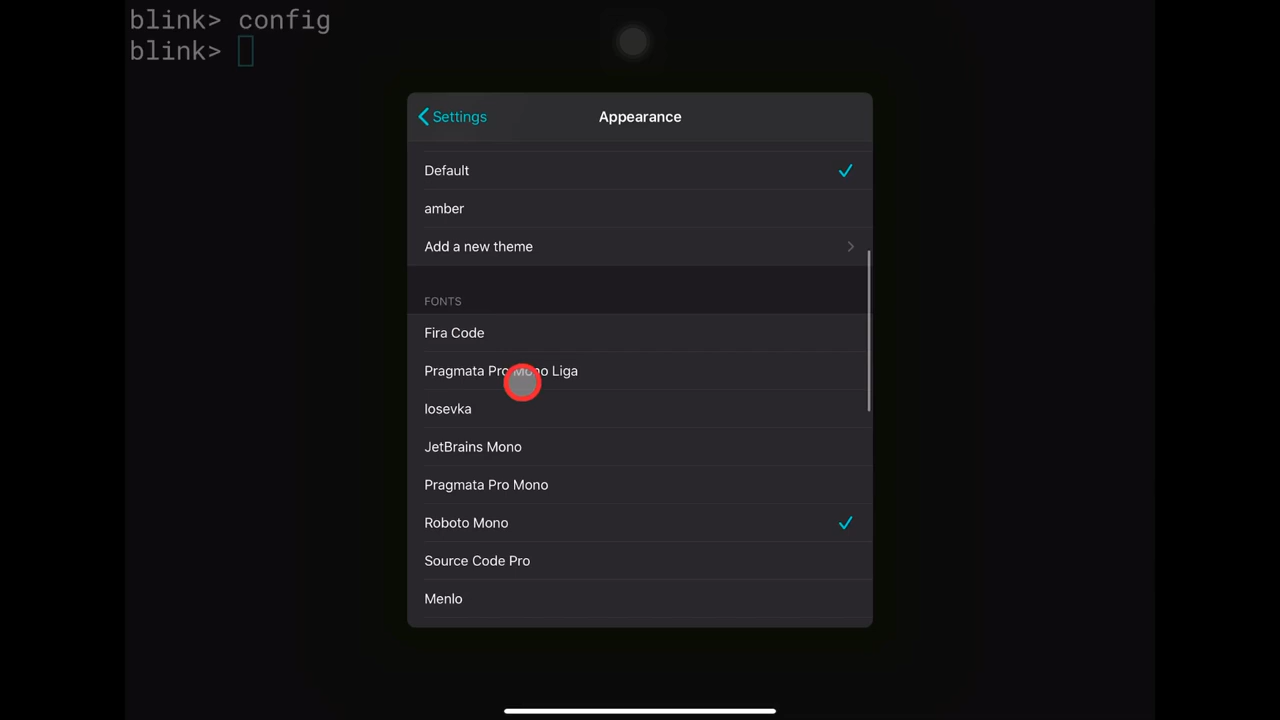 blink> config
blink>
Settings
Appearance
Default
amber
Add a new theme
FONTS
Fira Code
Pragmata Pro Mono Liga
Iosevka
JetBrains Mono
Pragmata Pro Mono
Roboto Mono
Source Code Pro
Menlo